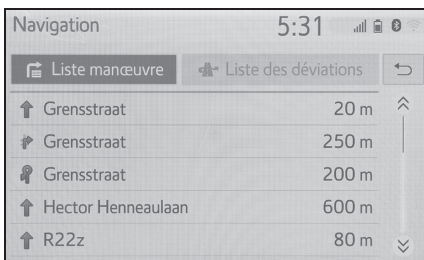 Navigation 5:31
Liste manœuvre Liste des déviations
Grensstraat 20 m
Grensstraat 250 m
Grensstraat 200 m
Hector Henneaulaan 600 m
R22z 80 m